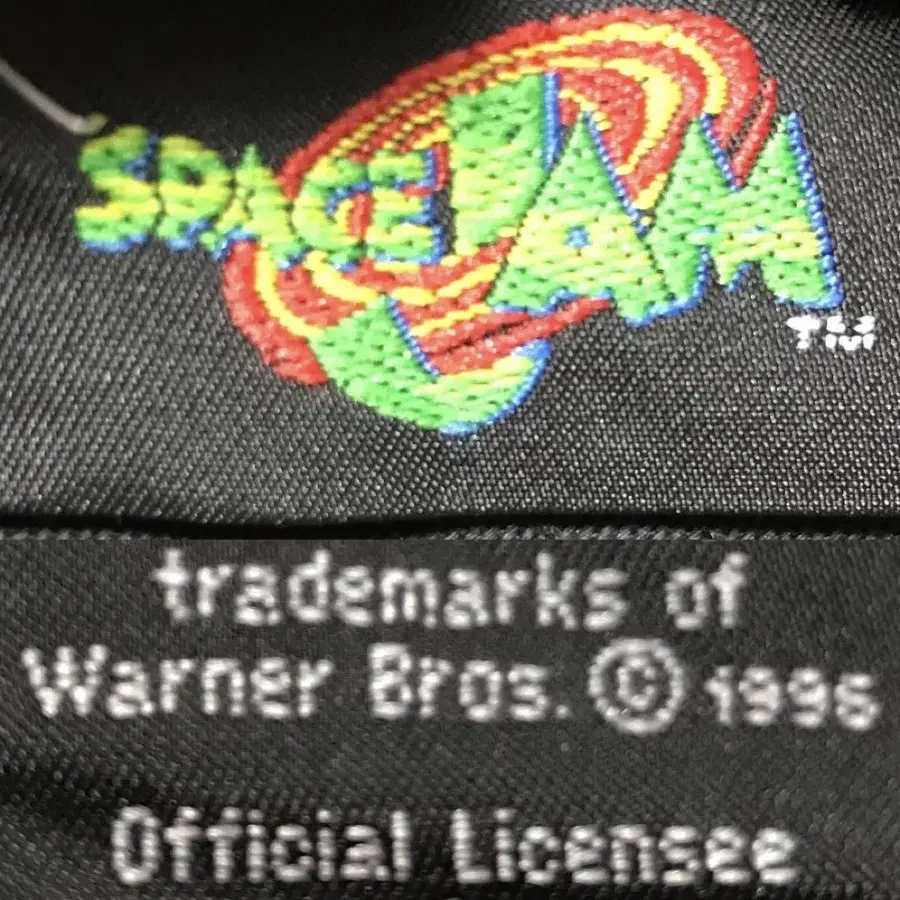 SPACE JAM
TM
trademarks of
Warner Bros. © 1996
Official Licensee